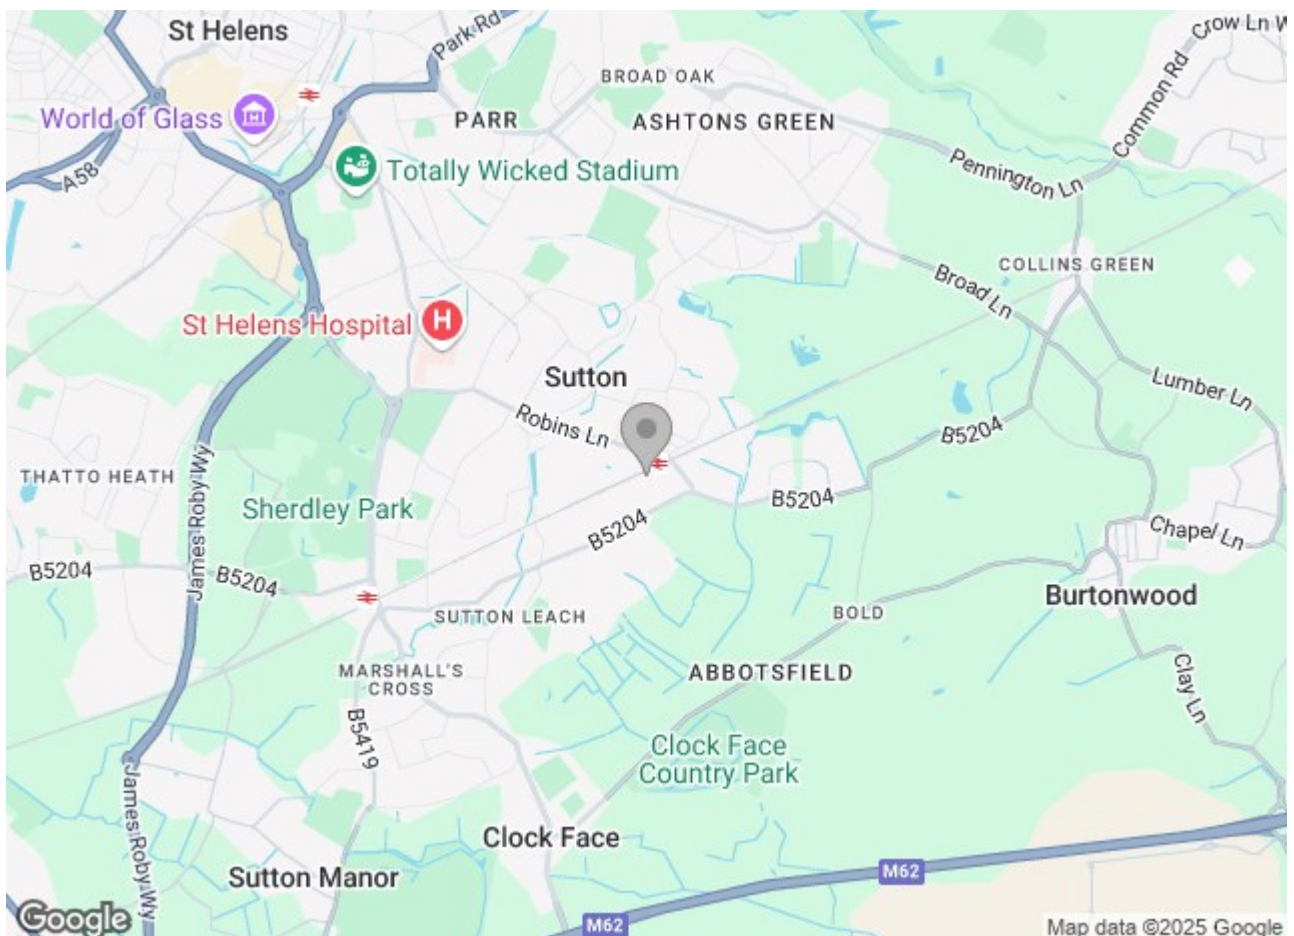 St Helens
Park Rd
Crow Ln W
BROAD OAK
Common Rd
World of Glass
PARR
ASHTONS GREEN
A58
Totally Wicked Stadium
Pennington Ln
COLLINS GREEN
Broad Ln
St Helens Hospital
H
Sutton
Lumber Ln
Robins Ln
B5204
THATTO HEATH
James Roby Wy
Sherdley Park
B5204
B5204
Chapel Ln
B5204
B5204
Burtonwood
SUTTON LEACH
BOLD
MARSHALL'S
CROSS
ABBOTSFIELD
Clay Ln
B5419
Clock Face
Country Park
James Roby Wy
Clock Face
Sutton Manor
M62
M62
Google
Map data ©2025 Google